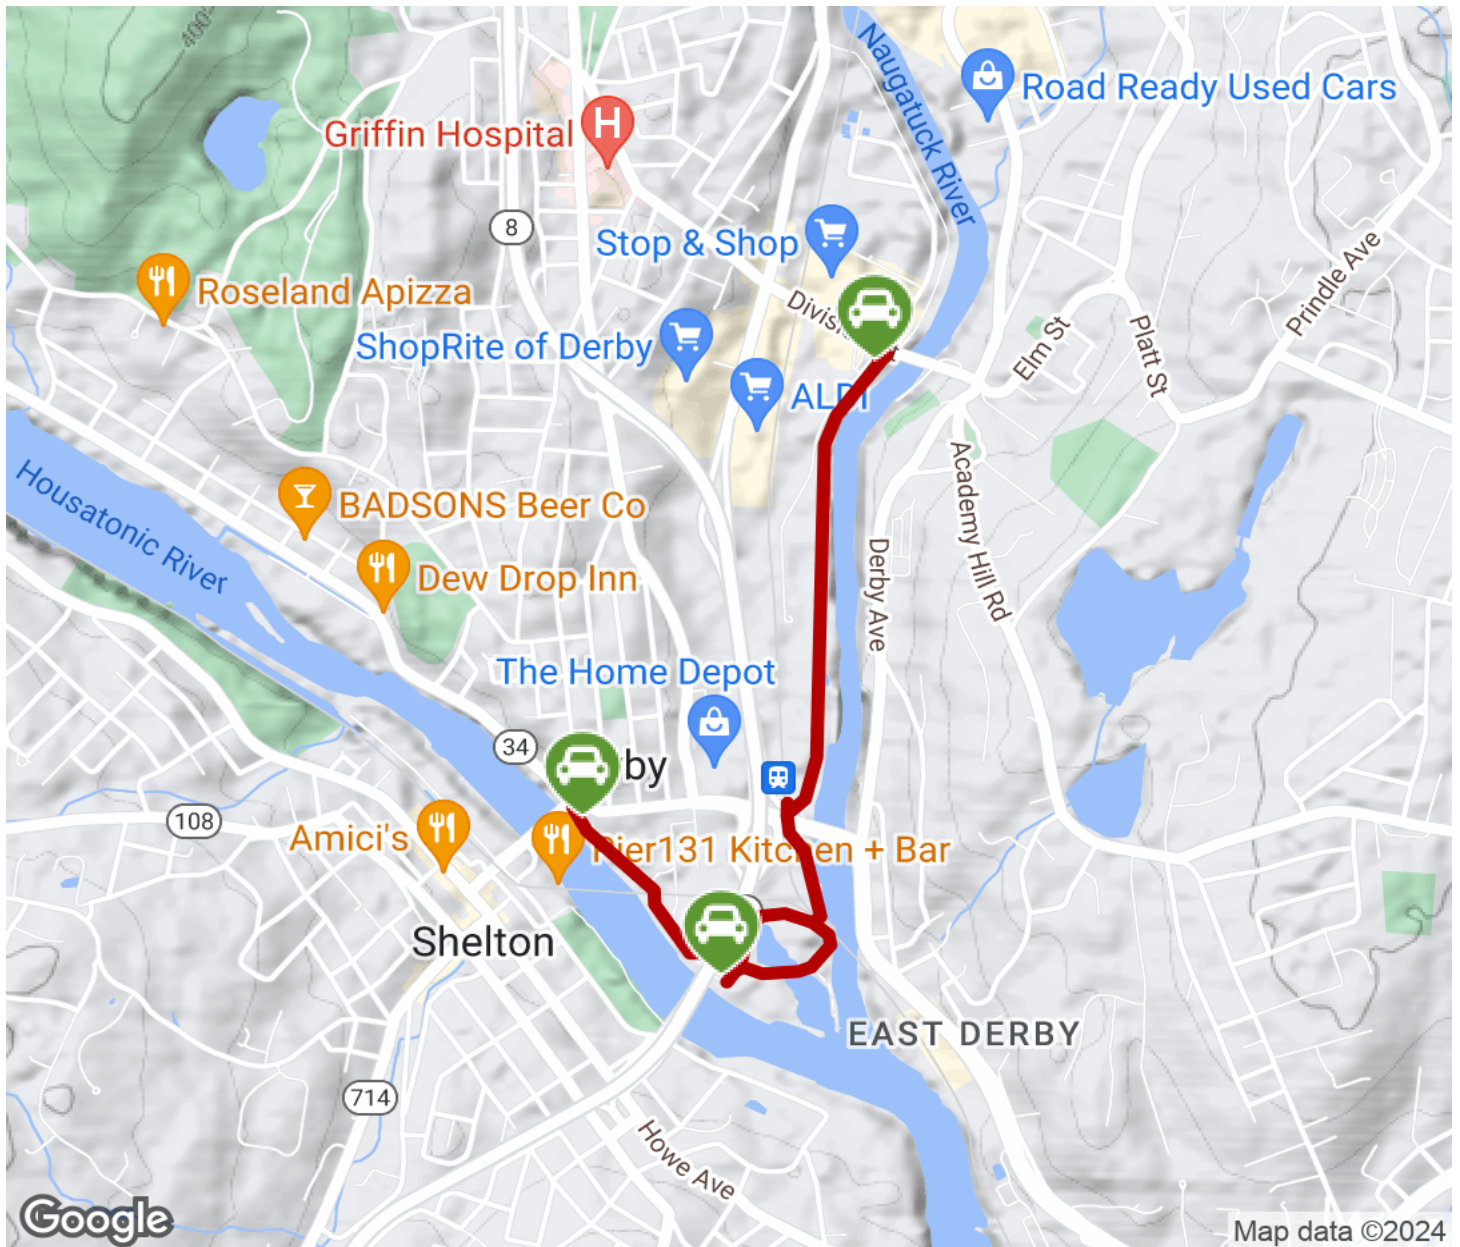 400
Naugatuck River
Road Ready Used Cars
Griffin Hospital
H
8
Stop & Shop
Roseland Apizza
Prindle Ave
ShopRite of Derby
Elm St
Platt St
ALDI
Housatonic River
BADSONS Beer Co
Academy Hill Rd
Dew Drop Inn
Derby Ave
The Home Depot
34
by
108
Amici's
Pier131 Kitchen + Bar
Shelton
EAST DERBY
714
Howe Ave
Google
Map data ©2024